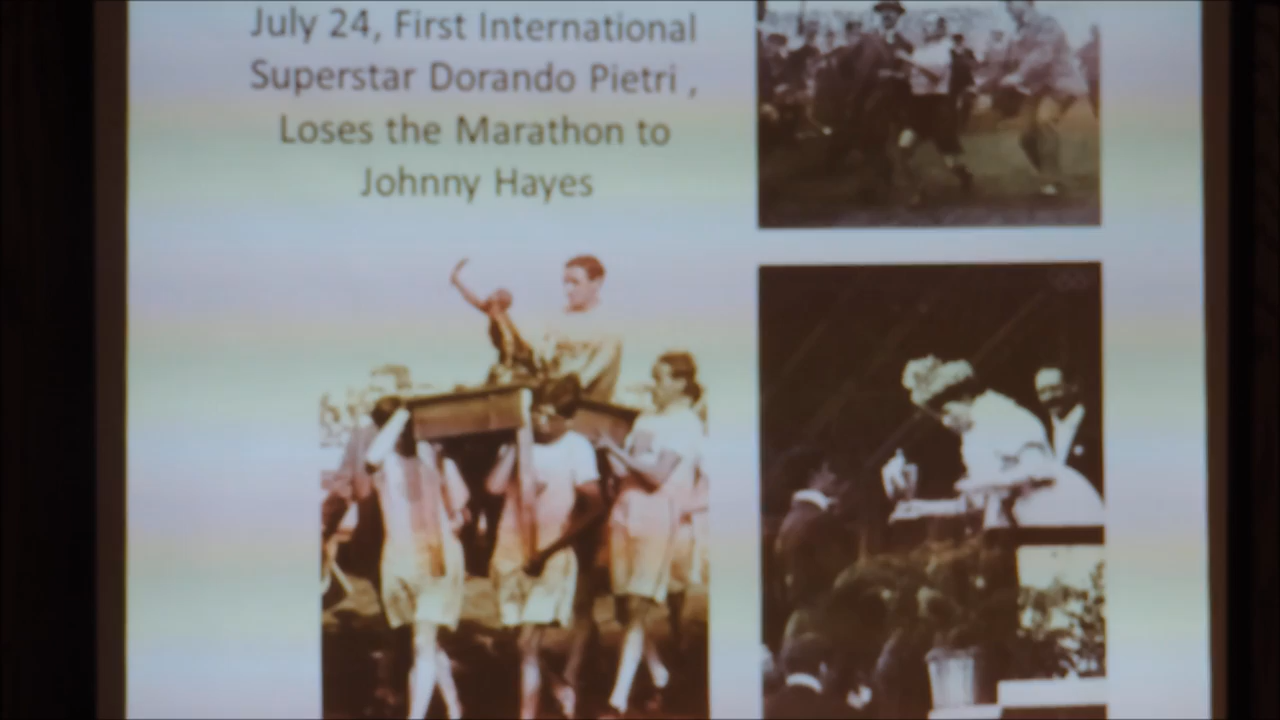 July 24, First International
Superstar Dorando Pietri ,
Loses the Marathon to
Johnny Hayes